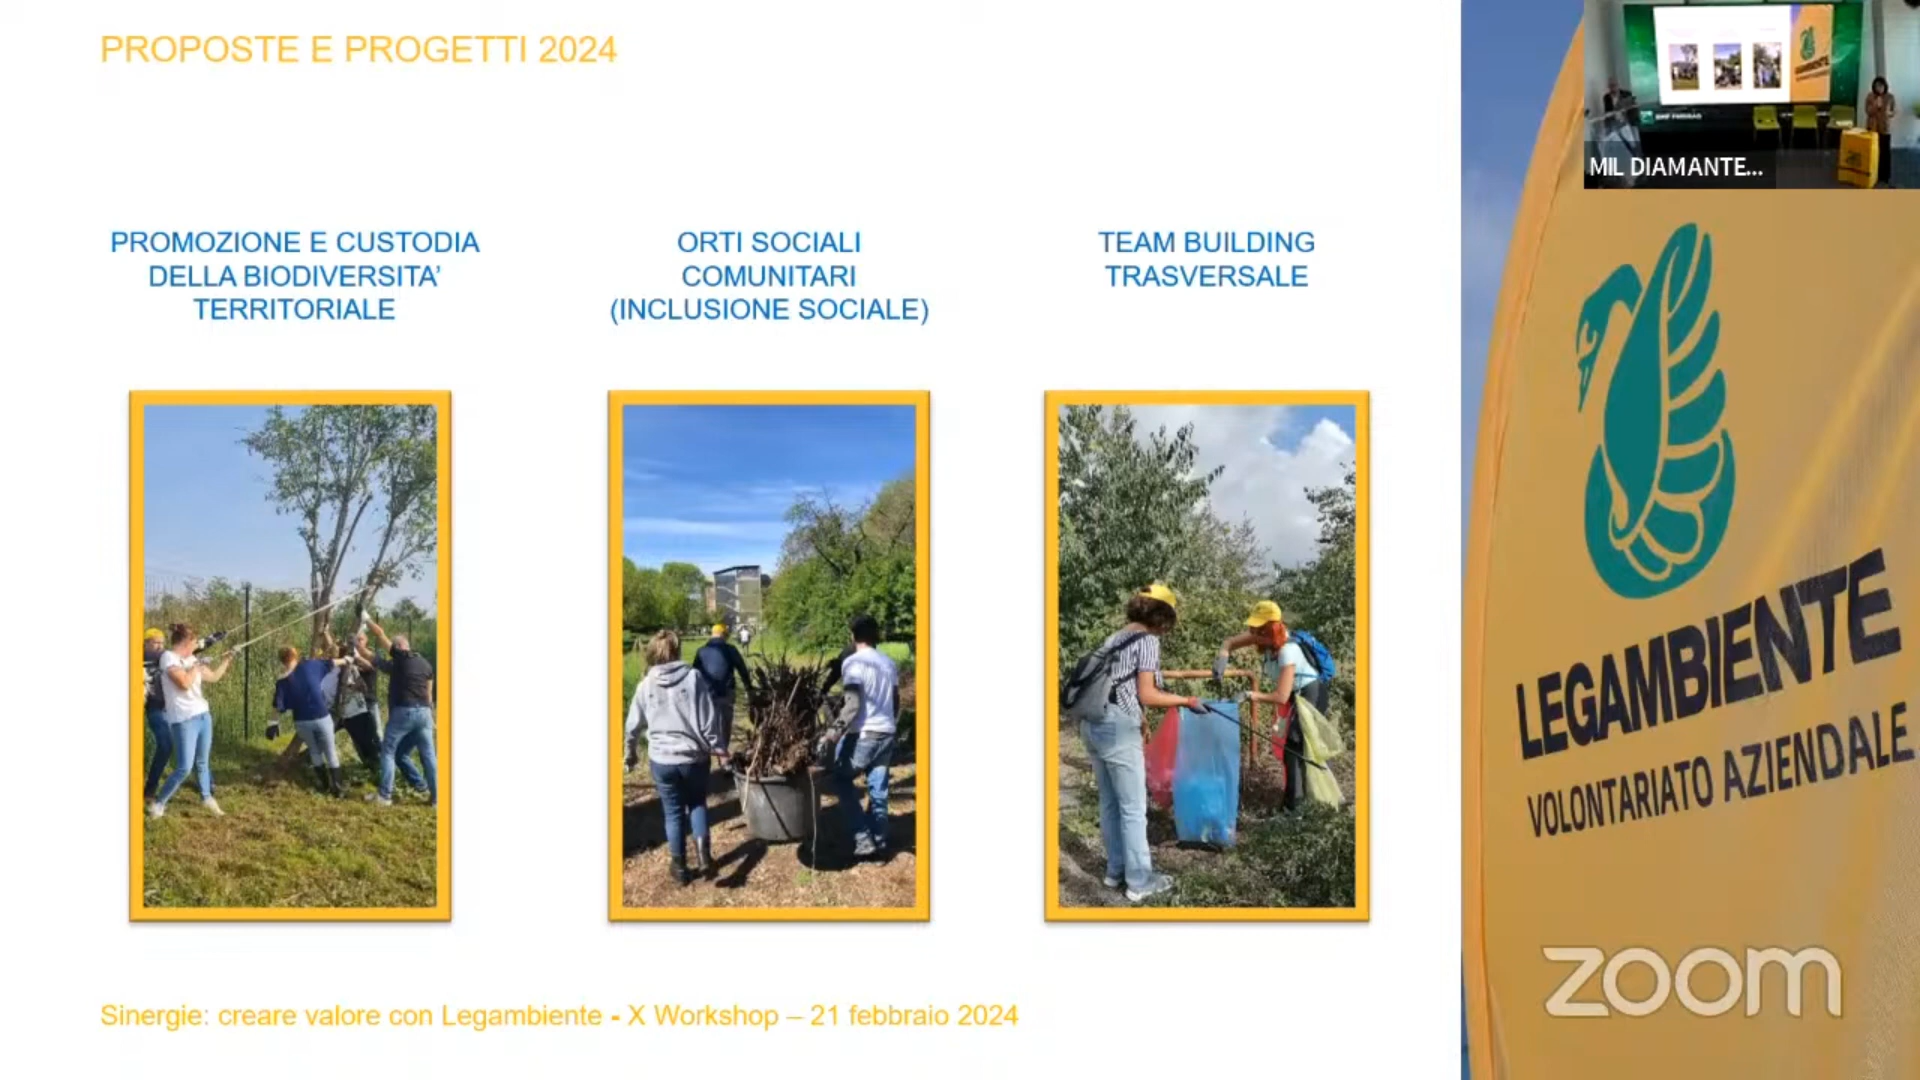 PROPOSTE E PROGETTI 2024
MIL DIAMANTE...
PROMOZIONE E CUSTODIA
DELLA BIODIVERSITA'
TERRITORIALE
ORTI SOCIALI
COMUNITARI
(INCLUSIONE SOCIALE)
TEAM BUILDING
TRASVERSALE
LEGAMBIENTE
VOLONTARIATO AZIENDALE
zoom
Sinergie: creare valore con Legambiente - X Workshop – 21 febbraio 2024